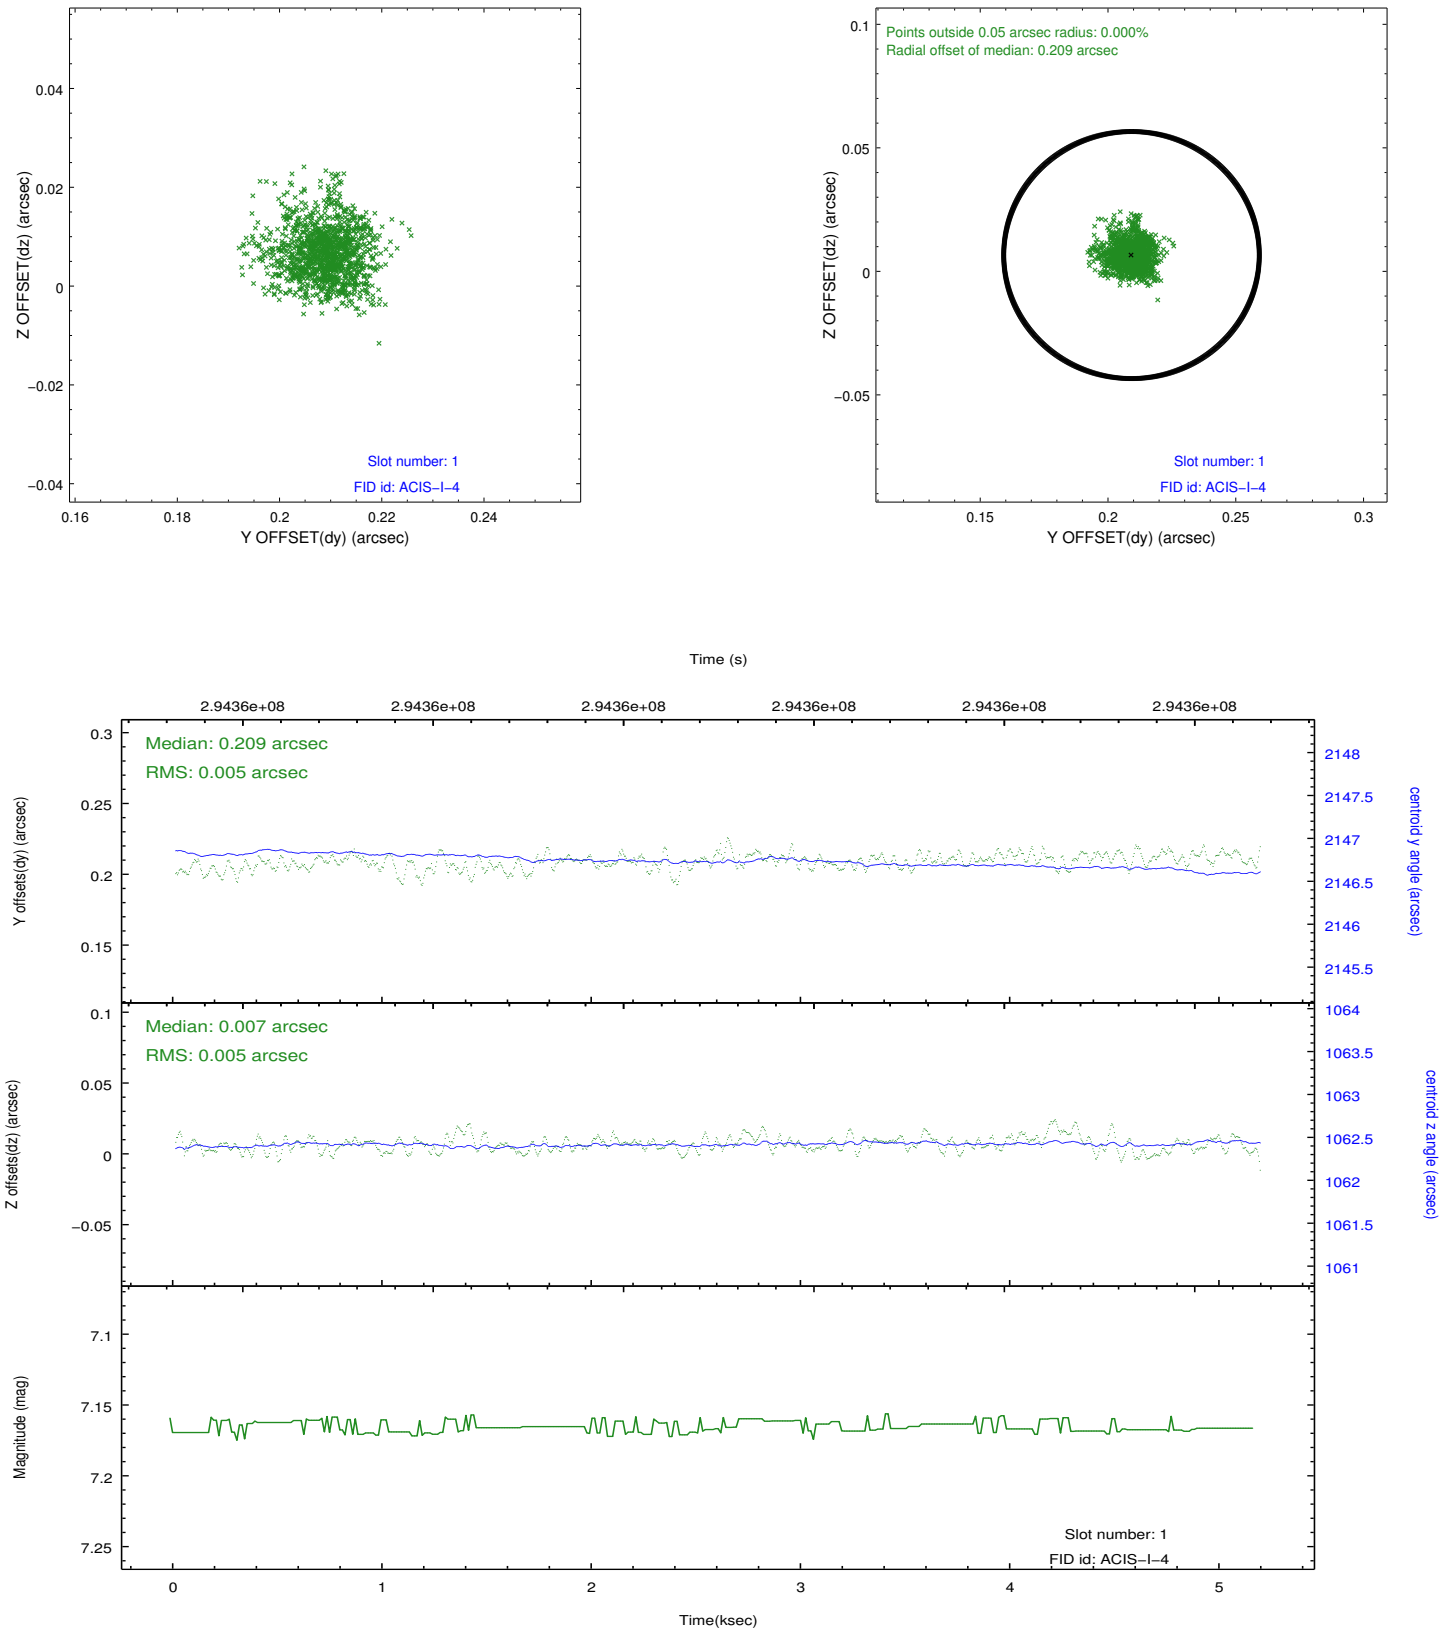 0.04
0.02
0
−0.02
−0.04
Z OFFSET(dz) (arcsec)
Slot number: 1
FID id: ACIS−I−4
0.16 0.18 0.2 0.22 0.24
Y OFFSET(dy) (arcsec)
Points outside 0.05 arcsec radius: 0.000%
Radial offset of median: 0.209 arcsec
0.1
0.05
0
−0.05
Z OFFSET(dz) (arcsec)
Slot number: 1
FID id: ACIS−I−4
0.15 0.2 0.25 0.3
Y OFFSET(dy) (arcsec)
Time (s)
2.9436e+08 2.9436e+08 2.9436e+08 2.9436e+08 2.9436e+08 2.9436e+08
Median: 0.209 arcsec
RMS: 0.005 arcsec
0.3
0.25
0.2
0.15
Y offsets(dy) (arcsec)
2148
2147.5
2147
2146.5
2146
2145.5
centroid y angle (arcsec)
Median: 0.007 arcsec
RMS: 0.005 arcsec
0.1
0.05
0
−0.05
Z offsets(dz) (arcsec)
1064
1063.5
1063
1062.5
1062
1061.5
1061
centroid z angle (arcsec)
7.1
7.15
7.2
7.25
Magnitude (mag)
Slot number: 1
FID id: ACIS−I−4
0 1 2 3 4 5
Time(ksec)